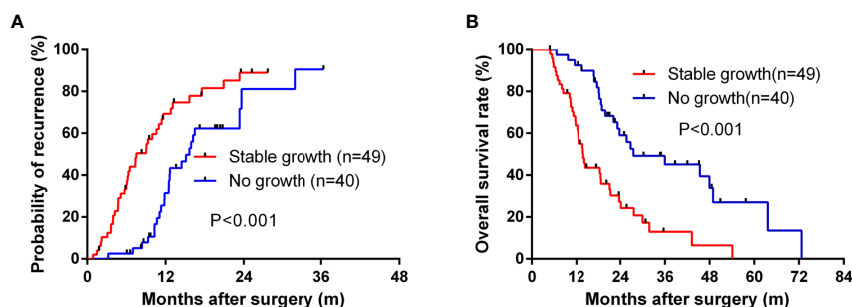 A
Probability of recurrence (%)
100
80
60
40
20
0
Stable growth (n=49)
No growth (n=40)
P<0.001
0 12 24 36 48
Months after surgery (m)
B
Overall survival rate (%)
100
80
60
40
20
0
Stable growth(n=49)
No growth(n=40)
P<0.001
0 12 24 36 48 60 72 84
Months after surgery (m)